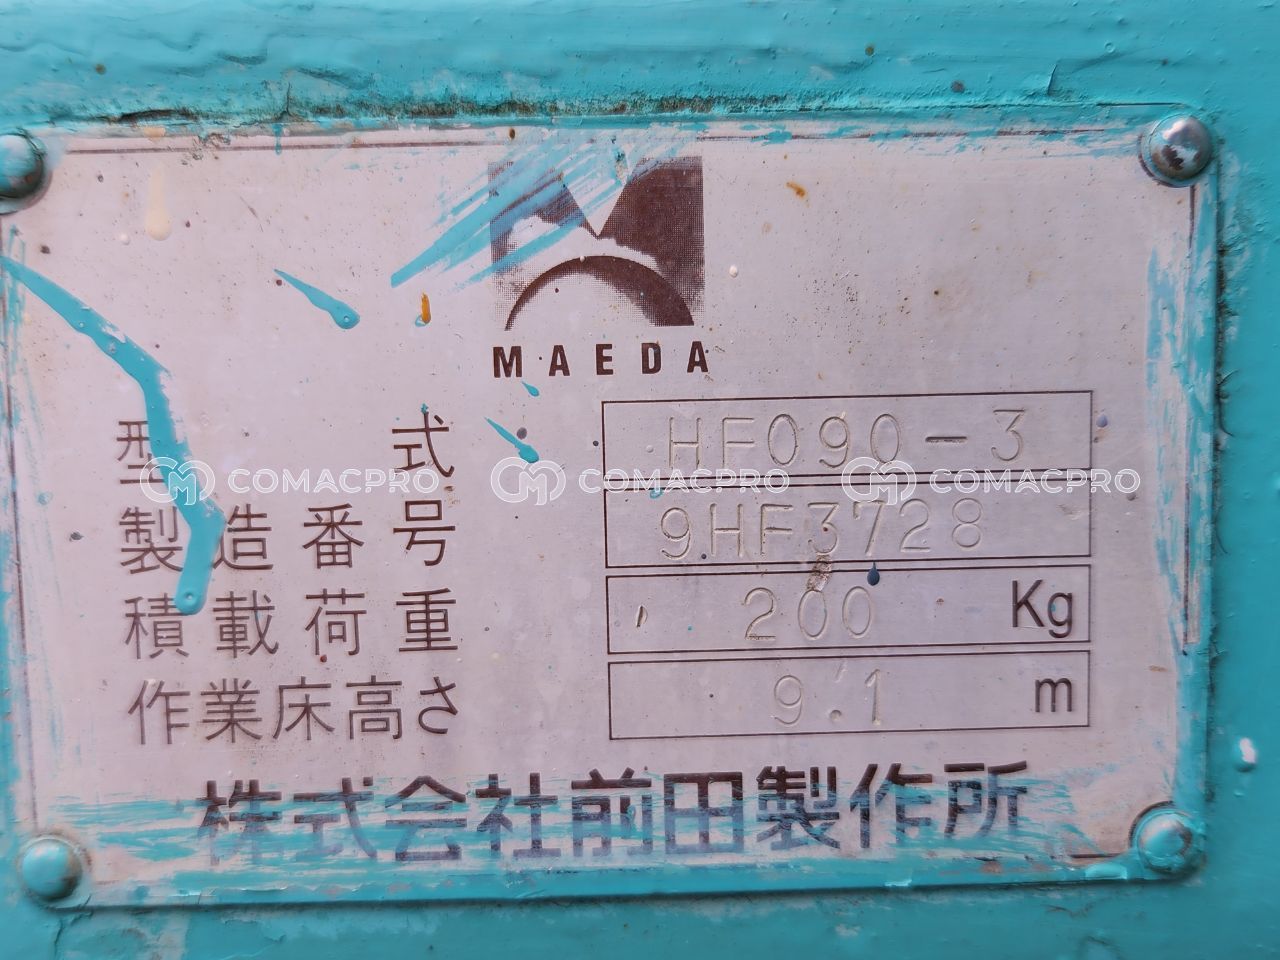 MAEDA
型式 HF090-3
製造番号 9HF3728
積載荷重 200 Kg
作業床高さ 9.1 m
株式会社前田製作所
COMACPRO COMACPRO COMACPRO